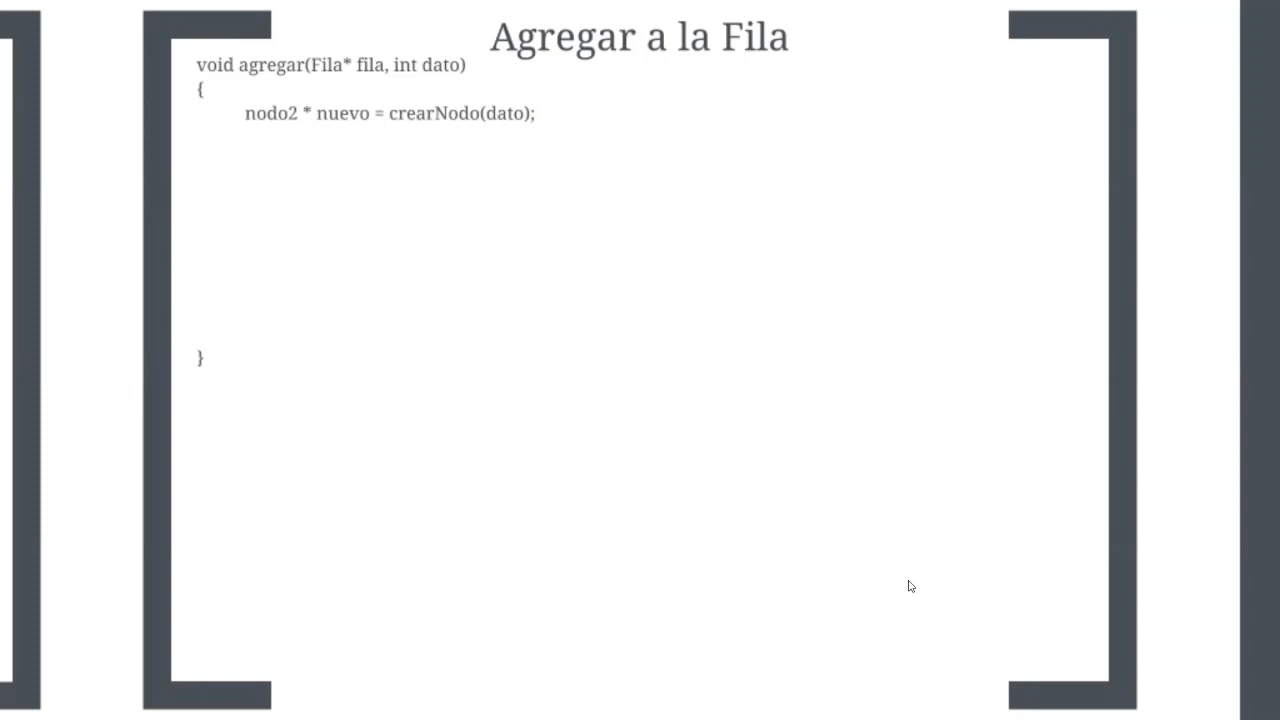 Agregar a la Fila
void agregar(Fila* fila, int dato)
{
nodo2 * nuevo = crearNodo(dato);
}